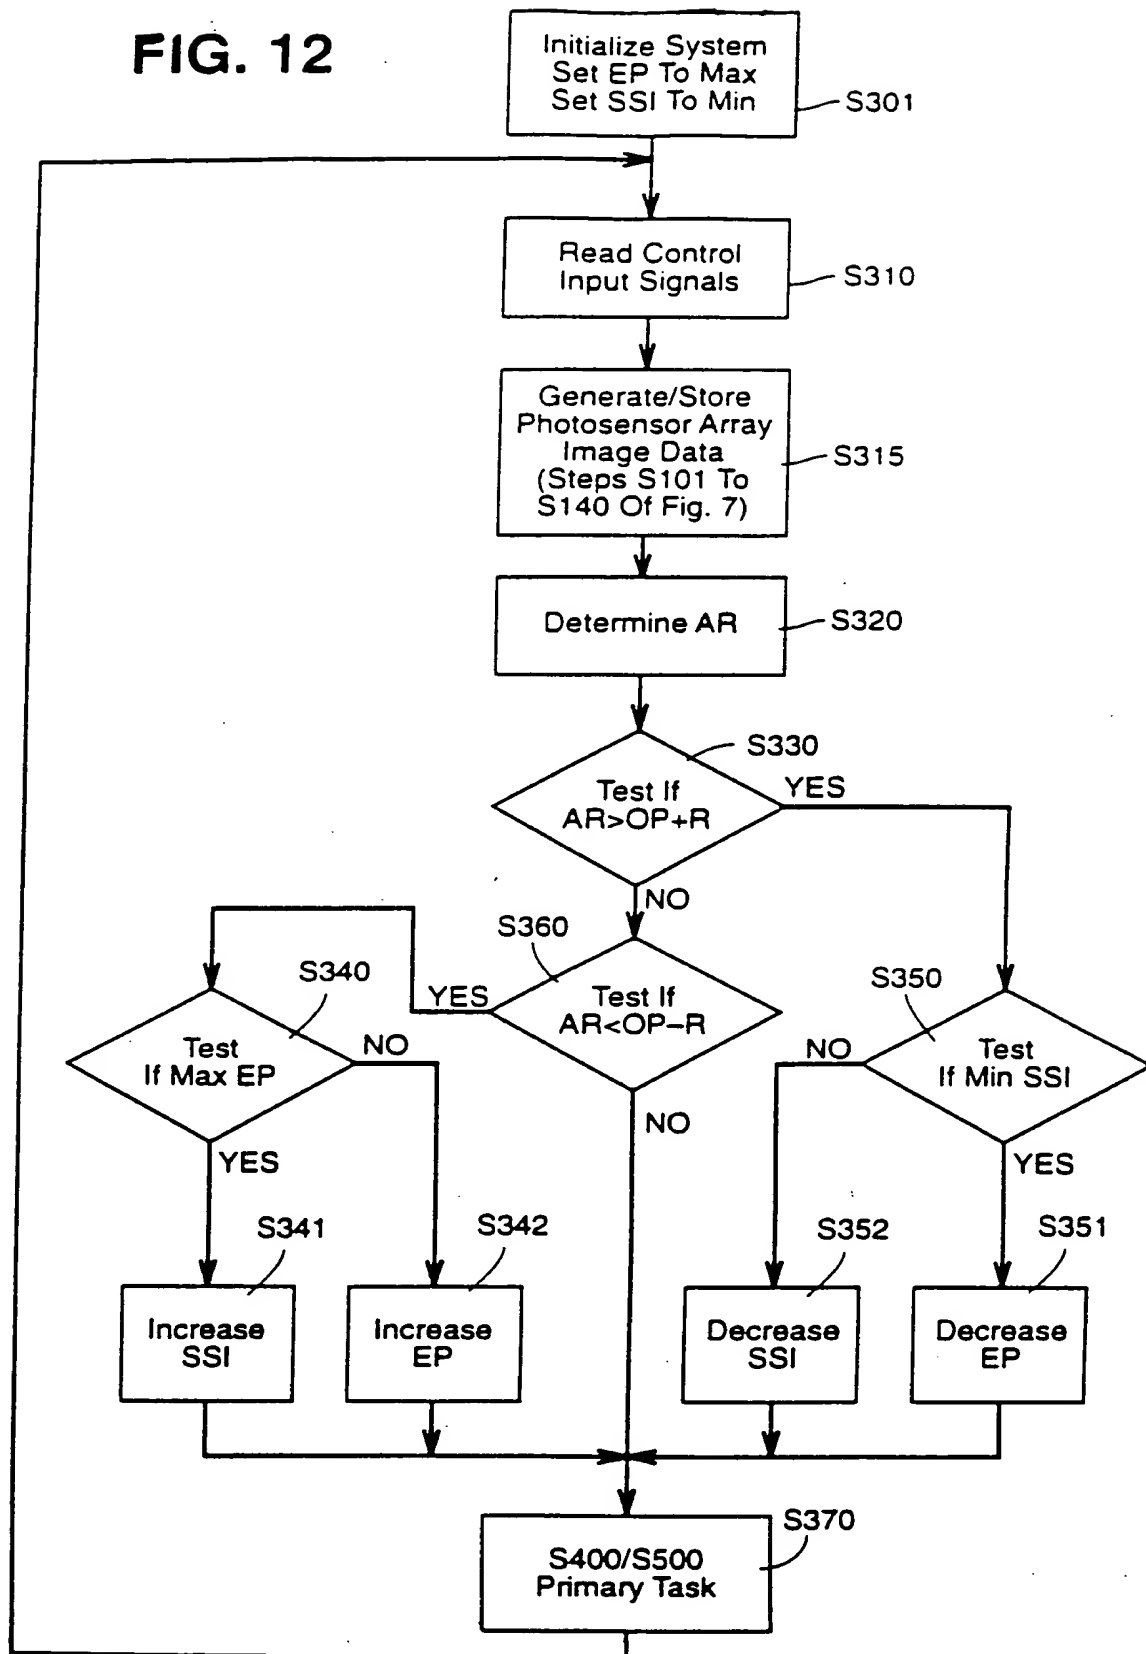 FIG. 12
Initialize System
Set EP To Max
Set SSI To Min
S301
Read Control
Input Signals
S310
Generate/Store
Photosensor Array
Image Data
(Steps S101 To
S140 Of Fig. 7)
S315
Determine AR
S320
S330
Test If
AR>OP+R
YES
NO
S360
Test If
AR<OP−R
YES
NO
S340
Test
If Max EP
NO
YES
S350
Test
If Min SSI
NO
YES
S341
Increase
SSI
S342
Increase
EP
S352
Decrease
SSI
S351
Decrease
EP
S370
S400/S500
Primary Task